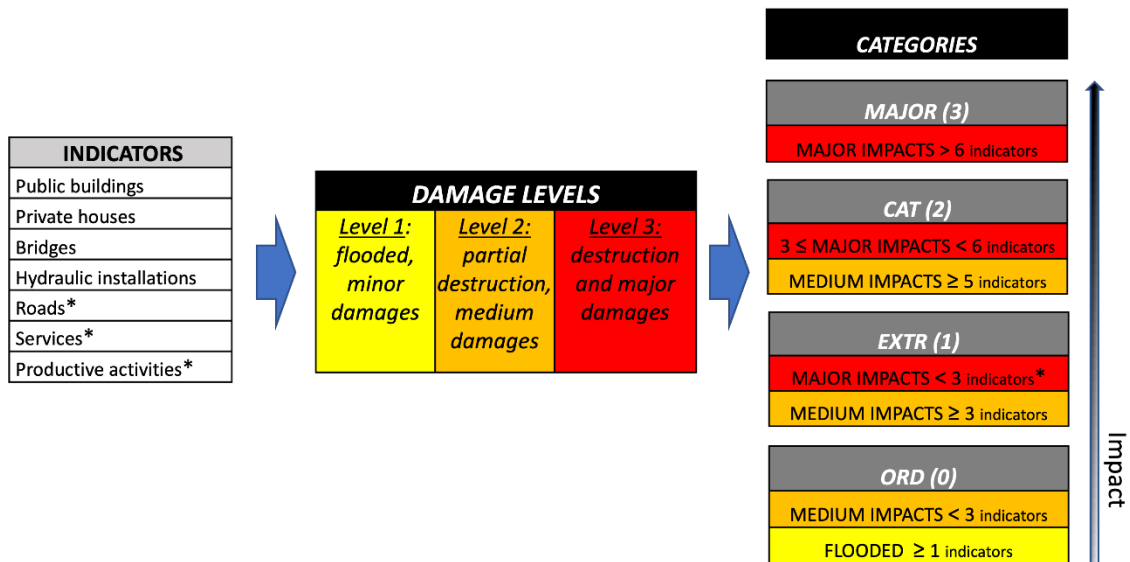 INDICATORS
Public buildings
Private houses
Bridges
Hydraulic installations
Roads*
Services*
Productive activities*
DAMAGE LEVELS
Level 1:
flooded,
minor
damages
Level 2:
partial
destruction,
medium
damages
Level 3:
destruction
and major
damages
CATEGORIES
MAJOR (3)
MAJOR IMPACTS > 6 indicators
CAT (2)
3 ≤ MAJOR IMPACTS < 6 indicators
MEDIUM IMPACTS ≥ 5 indicators
EXTR (1)
MAJOR IMPACTS < 3 indicators*
MEDIUM IMPACTS ≥ 3 indicators
ORD (0)
MEDIUM IMPACTS < 3 indicators
FLOODED ≥ 1 indicators
Impact